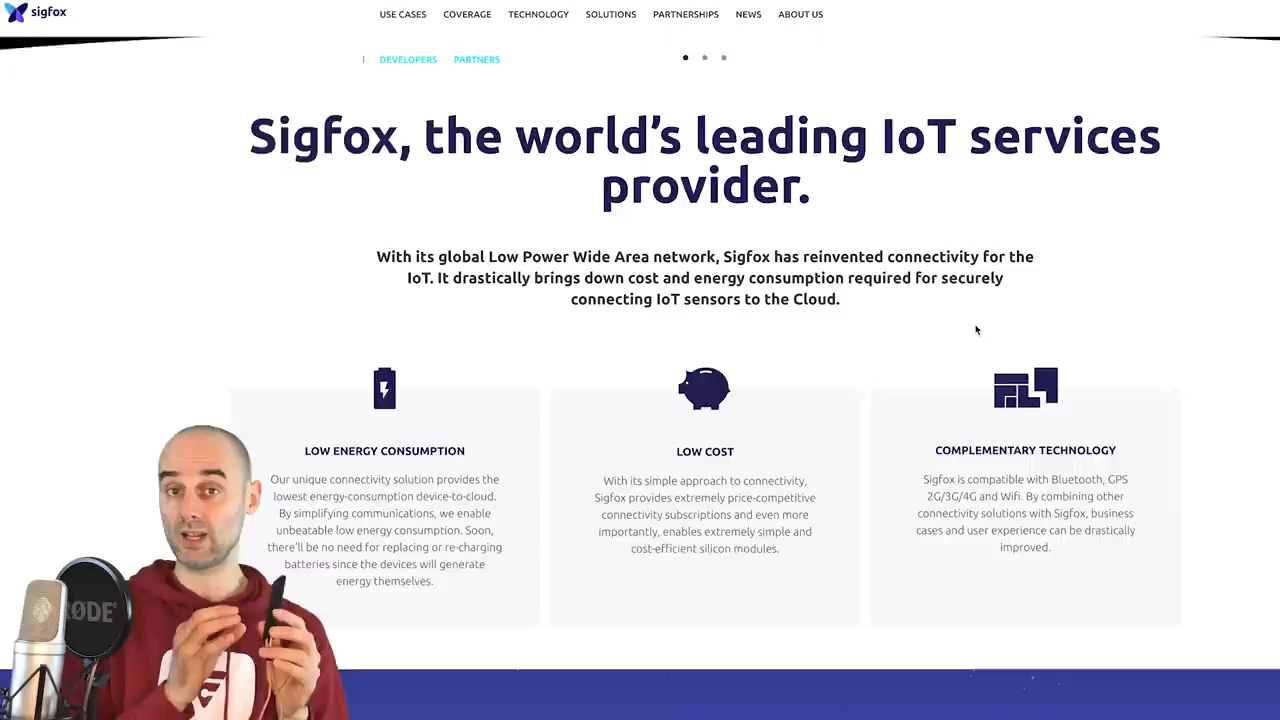 sigfox
USE CASES COVERAGE TECHNOLOGY SOLUTIONS PARTNERSHIPS NEWS ABOUT US
| DEVELOPERS PARTNERS
Sigfox, the world’s leading IoT services
provider.
With its global Low Power Wide Area network, Sigfox has reinvented connectivity for the
IoT. It drastically brings down cost and energy consumption required for securely
connecting IoT sensors to the Cloud.
LOW ENERGY CONSUMPTION
Our unique connectivity solution provides the
lowest energy-consumption device-to-cloud.
By simplifying communications, we enable
unbeatable low energy consumption. Soon,
there’ll be no need for replacing or re-charging
batteries since the devices will generate
energy themselves.
LOW COST
With its simple approach to connectivity,
Sigfox provides extremely price-competitive
connectivity subscriptions and even more
importantly, enables extremely simple and
cost-efficient silicon modules.
COMPLEMENTARY TECHNOLOGY
Sigfox is compatible with Bluetooth, GPS
2G/3G/4G and Wifi. By combining other
connectivity solutions with Sigfox, business
cases and user experience can be drastically
improved.
RØDE